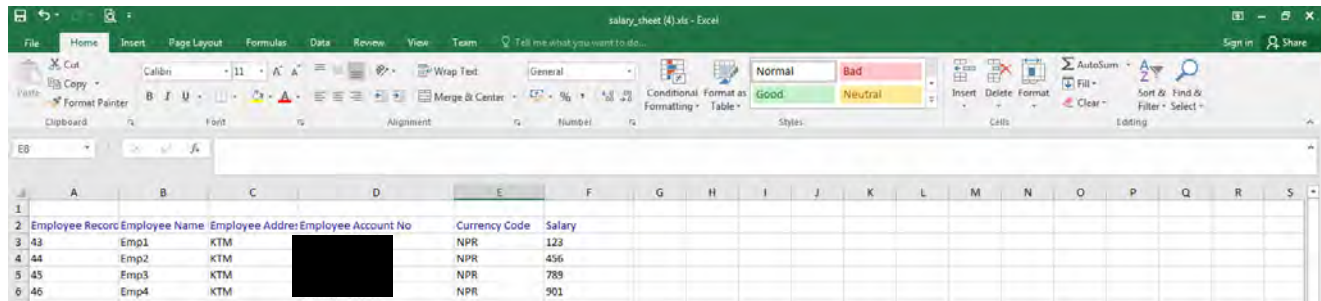 salary_sheet (4).xls - Excel
File Home Insert Page Layout Formulas Data Review View Team Tell me what you want to do... Sign in Share
Cut
Copy
Format Painter
Paste
Calibri 11
B I U
Wrap Text
Merge & Center
General
%
Conditional Formatting
Format as Table
Normal Bad
Good Neutral
Insert Delete Format
AutoSum
Fill
Clear
Sort & Filter
Find & Select
Clipboard Font Alignment Number Styles Cells Editing
E8 fx
A B C D E F G H I J K L M N O P Q R S
1
2 Employee Record Employee Name Employee Addres Employee Account No Currency Code Salary
3 43 Emp1 KTM NPR 123
4 44 Emp2 KTM NPR 456
5 45 Emp3 KTM NPR 789
6 46 Emp4 KTM NPR 901